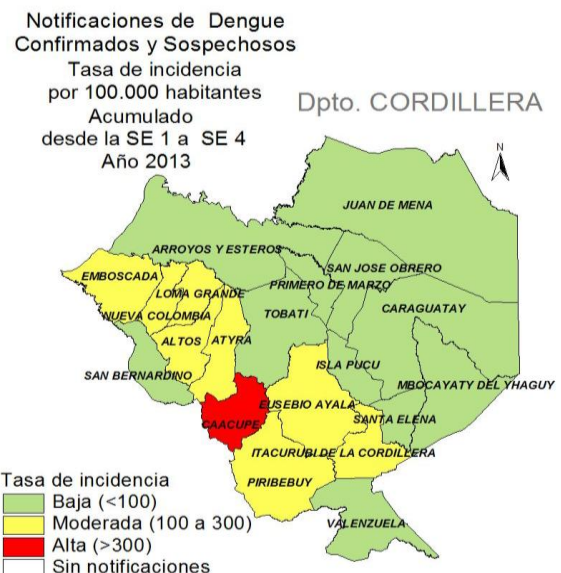 Notificaciones de Dengue
Confirmados y Sospechosos
Tasa de incidencia
por 100.000 habitantes
Acumulado
desde la SE 1 a SE 4
Año 2013
Dpto. CORDILLERA
N
JUAN DE MENA
ARROYOS Y ESTEROS
SAN JOSE OBRERO
EMBOSCADA
PRIMERO DE MARZO
LOMA GRANDE
CARAGUATAY
NUEVA COLOMBIA
TOBATI
ALTOS
ATYRA
ISLA PUCU
SAN BERNARDINO
MBOCAYATY DEL YHAGUY
EUSEBIO AYALA
SANTA ELENA
CAACUPE
ITACURUBI DE LA CORDILLERA
PIRIBEBUY
VALENZUELA
Tasa de incidencia
Baja (<100)
Moderada (100 a 300)
Alta (>300)
Sin notificaciones